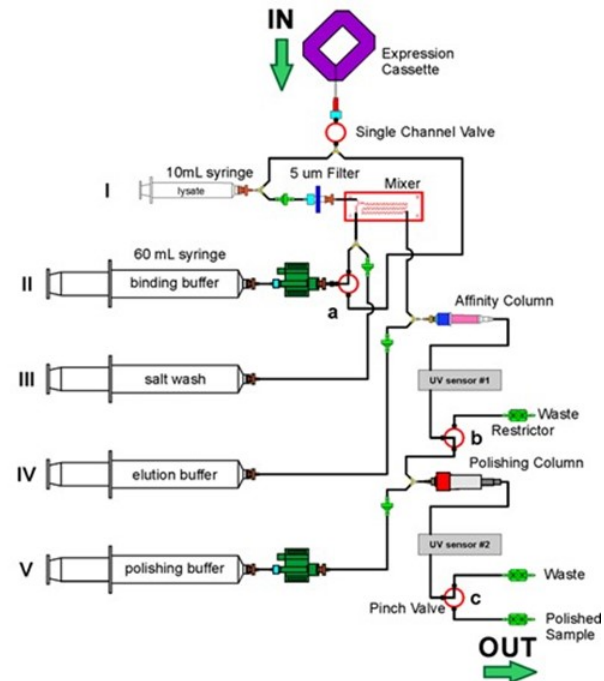 IN
Expression
Cassette
Single Channel Valve
10mL syringe
5 um Filter
Mixer
I
lysate
60 mL syringe
II
binding buffer
a
Affinity Column
III
salt wash
UV sensor #1
Waste
Restrictor
b
IV
elution buffer
Polishing Column
UV sensor #2
V
polishing buffer
Waste
Pinch Valve
c
Polished
Sample
OUT